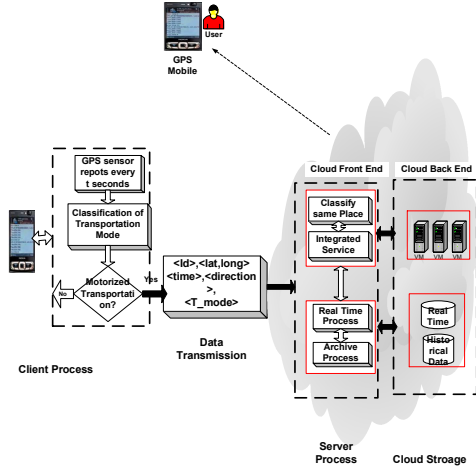 User
GPS
Mobile
Cloud Front End
Cloud Back End
GPS sensor
repots every
t seconds
Classification of
Transportation
Mode
Motorized
Transportati
on?
No
Yes
<Id>,<lat,long>
<time>,<direction
>,
<T_mode>
Data
Transmission
Client Process
Classify
same Place
Integrated
Service
Real Time
Process
Archive
Process
VM
VM
VM
Real
Time
Histo
rical
Data
Server
Process
Cloud Stroage